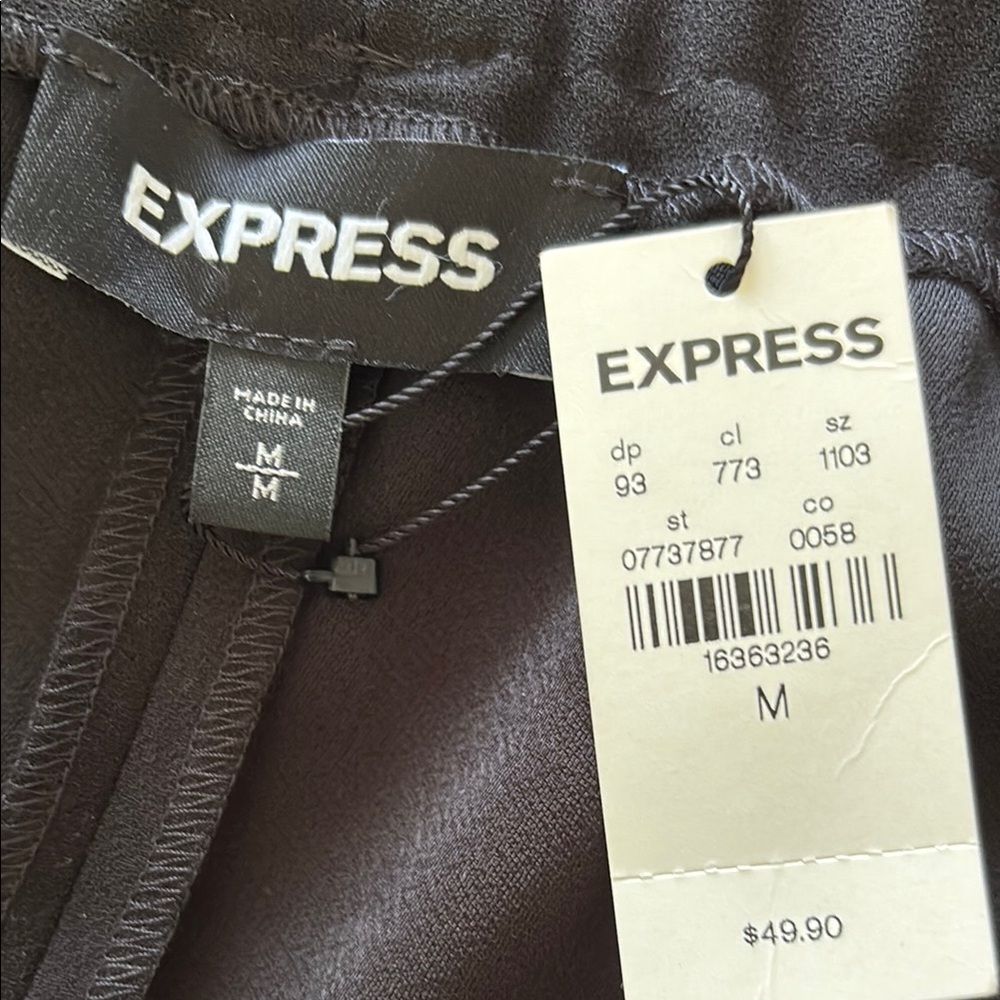 EXPRESS
MADE IN
CHINA
M
M
EXPRESS
dp cl sz
93 773 1103
st co
07737877 0058
16363236
M
$49.90